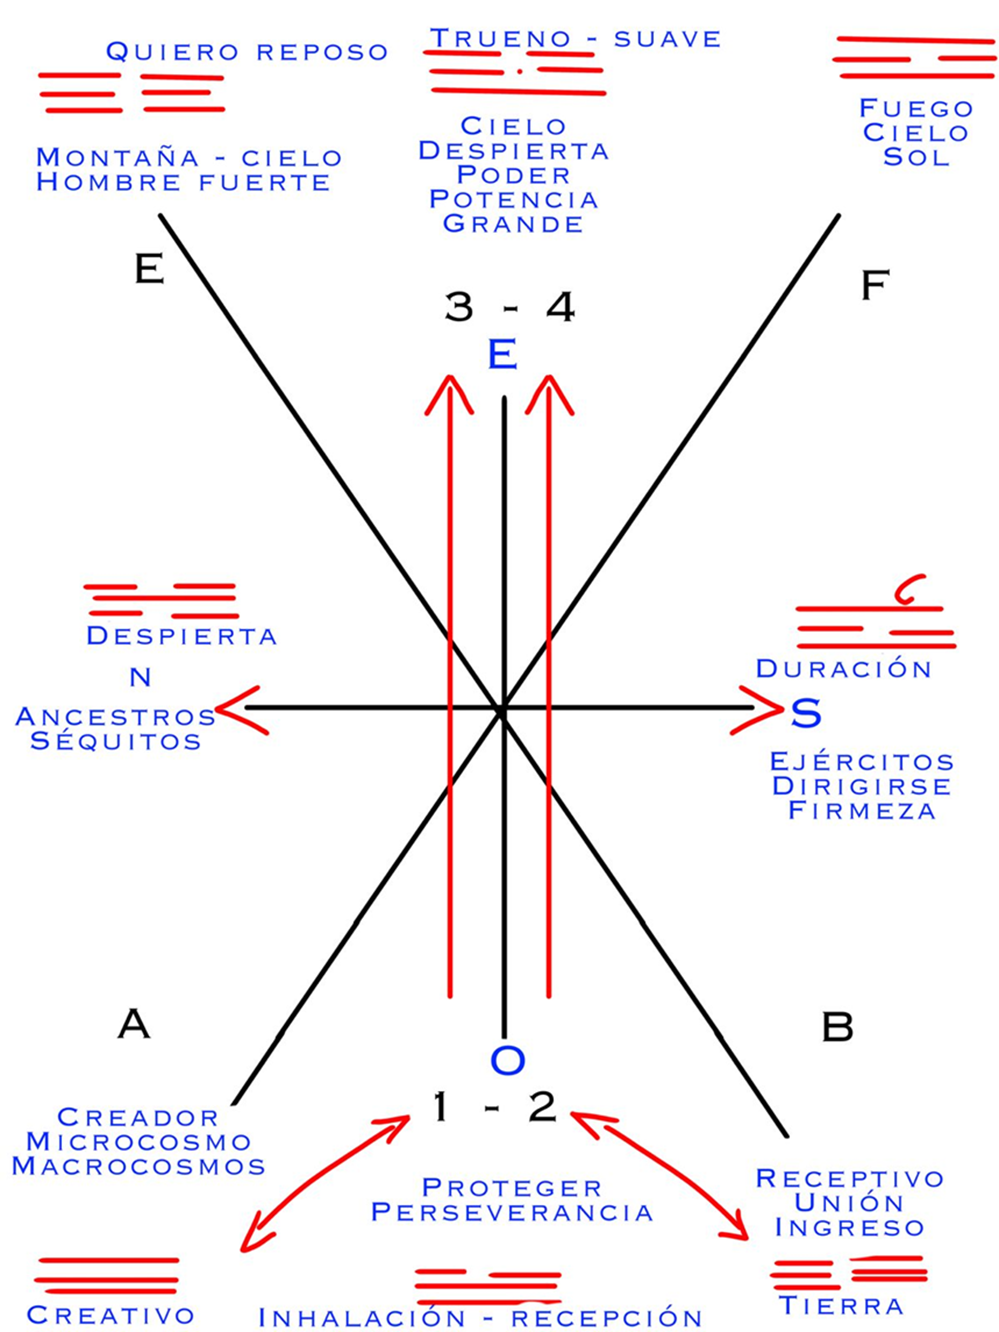 Quiero reposo
Montaña - cielo
Hombre fuerte
Trueno - suave
Cielo
Despierta
Poder
Potencia
Grande
Fuego
Cielo
Sol
E
F
3 - 4
E
Despierta
N
Ancestros
Séquitos
Duración
S
Ejércitos
Dirigirse
Firmeza
A
B
O
1 - 2
Creador
Microcosmo
Macrocosmos
Proteger
Perseverancia
Receptivo
Unión
Ingreso
Creativo
Inhalación - recepción
Tierra